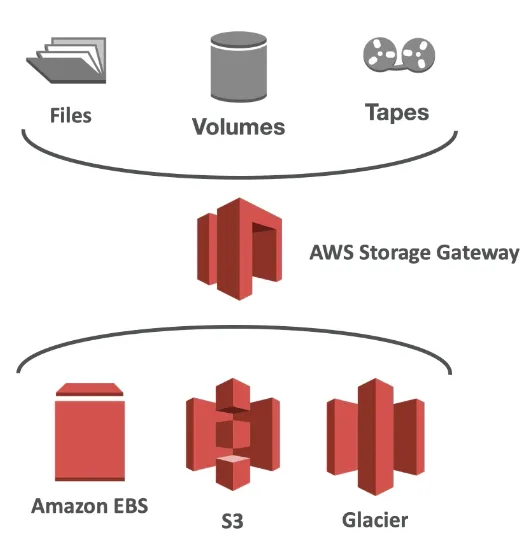 Files
Volumes
Tapes
AWS Storage Gateway
Amazon EBS
S3
Glacier